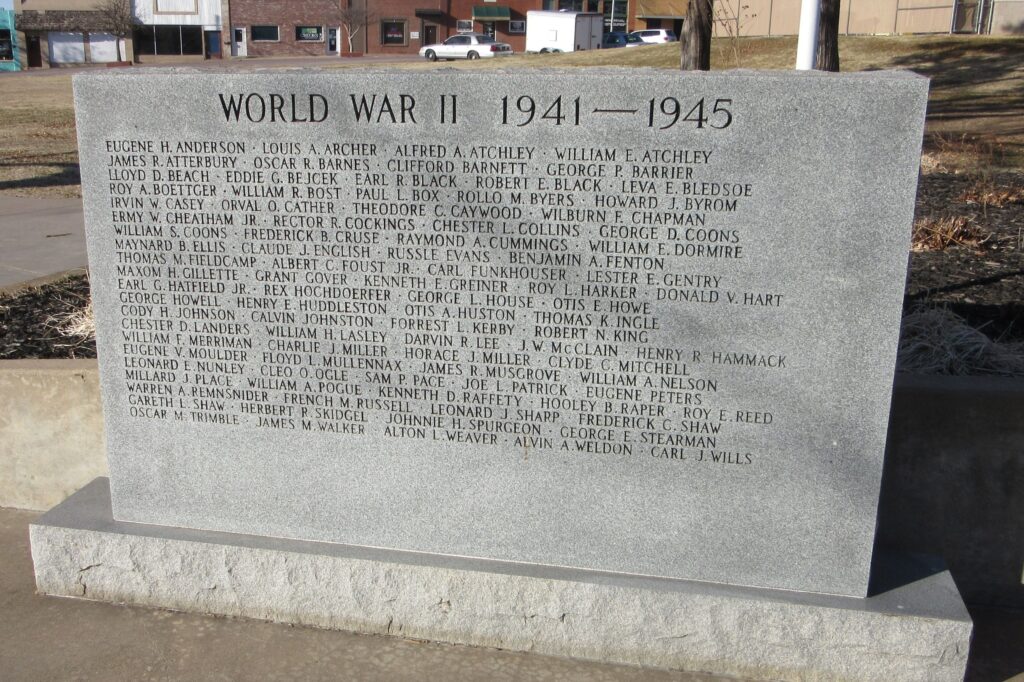 WORLD WAR II 1941 — 1945
EUGENE H. ANDERSON · LOUIS A. ARCHER · ALFRED A. ATCHLEY · WILLIAM E. ATCHLEY
JAMES R. ATTERBURY · OSCAR R. BARNES · CLIFFORD BARNETT · GEORGE P. BARRIER
LLOYD D. BEACH · EDDIE G. BEJCEK · EARL R. BLACK · ROBERT E. BLACK · LEVA E. BLEDSOE
ROY A. BOETTGER · WILLIAM R. BOST · PAUL L. BOX · ROLLO M. BYERS · HOWARD J. BYROM
IRVIN W. CASEY · ORVAL O. CATHER · THEODORE C. CAYWOOD · WILBURN F. CHAPMAN
ERMY W. CHEATHAM JR. · RECTOR R. COCKINGS · CHESTER L. COLLINS · GEORGE D. COONS
WILLIAM S. COONS · FREDERICK B. CRUSE · RAYMOND A. CUMMINGS · WILLIAM E. DORMIRE
MAYNARD B. ELLIS · CLAUDE J. ENGLISH · RUSSLE EVANS · BENJAMIN A. FENTON
THOMAS M. FIELDCAMP · ALBERT C. FOUST JR. · CARL FUNKHOUSER · LESTER E. GENTRY
MAXOM H. GILLETTE · GRANT GOVER · KENNETH E. GREINER · ROY L. HARKER · DONALD V. HART
EARL G. HATFIELD JR. · REX HOCHDOERFER · GEORGE L. HOUSE · OTIS E. HOWE
GEORGE HOWELL · HENRY E. HUDDLESTON · OTIS A. HUSTON · THOMAS K. INGLE
CODY H. JOHNSON · CALVIN JOHNSTON · FORREST L. KERBY · ROBERT N. KING
CHESTER D. LANDERS · WILLIAM H. LASLEY · DARVIN R. LEE · J. W. McCLAIN · HENRY R. HAMMACK
WILLIAM F. MERRIMAN · CHARLIE J. MILLER · HORACE J. MILLER · CLYDE C. MITCHELL
EUGENE V. MOULDER · FLOYD L. MULLENNAX · JAMES R. MUSGROVE · WILLIAM A. NELSON
LEONARD E. NUNLEY · CLEO O. OGLE · SAM P. PACE · JOE L. PATRICK · EUGENE PETERS
MILLARD J. PLACE · WILLIAM A. POGUE · KENNETH D. RAFFETY · HOOLEY B. RAPER · ROY E. REED
WARREN A. REMNSNIDER · FRENCH M. RUSSELL · LEONARD J. SHARP · FREDERICK C. SHAW
GARETH L. SHAW · HERBERT R. SKIDGEL · JOHNNIE H. SPURGEON · GEORGE E. STEARMAN
OSCAR M. TRIMBLE · JAMES M. WALKER · ALTON L. WEAVER · ALVIN A. WELDON · CARL J. WILLS